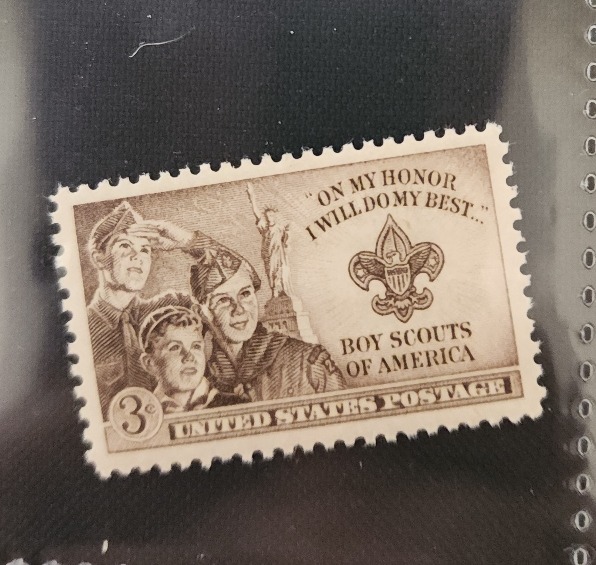 "ON MY HONOR
I WILL DO MY BEST..."
BOY SCOUTS
OF AMERICA
3¢ UNITED STATES POSTAGE